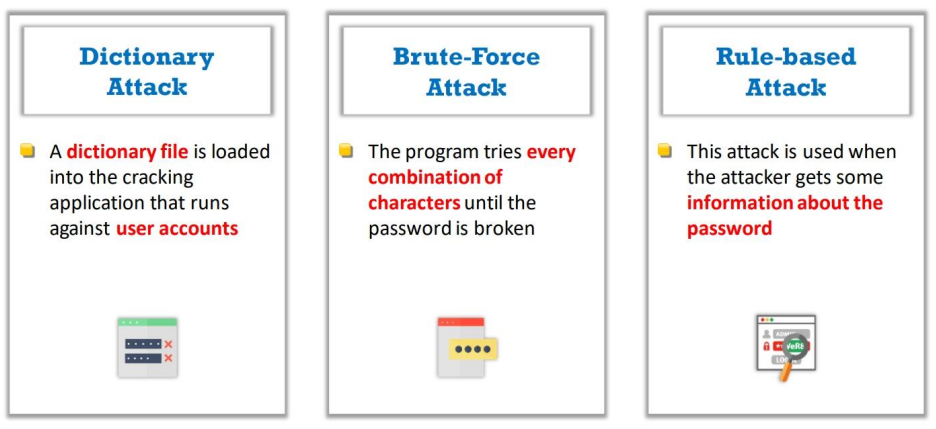 Dictionary
Attack
A dictionary file is loaded
into the cracking
application that runs
against user accounts
Brute-Force
Attack
The program tries every
combination of
characters until the
password is broken
Rule-based
Attack
This attack is used when
the attacker gets some
information about the
password